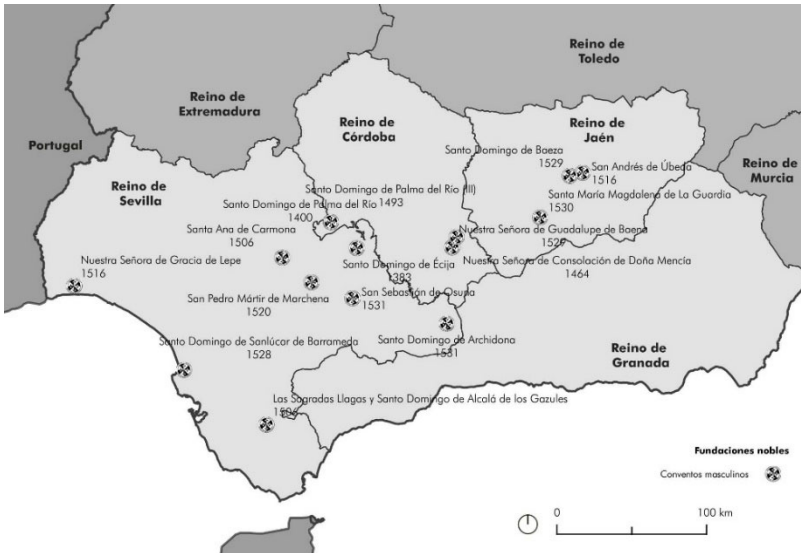 Reino de
Toledo
Reino de
Extremadura
Reino de
Córdoba
Reino de
Jaén
Portugal
Reino de
Murcia
Reino de
Sevilla
Santo Domingo de Baeza
1529
San Andrés de Úbeda
1516
Santo Domingo de Palma del Río (III)
1493
Santa María Magdalena de La Guardia
1530
Santo Domingo de Palma del Río
1400
Santa Ana de Carmona
1506
Nuestra Señora de Guadalupe de Baena
Nuestra Señora de Gracia de Lepe
1516
Santo Domingo de Écija
1383
Nuestra Señora de Consolación de Doña Mencía
1464
San Pedro Mártir de Marchena
1520
San Sebastián de Osuna
1531
Santo Domingo de Sanlúcar de Barrameda
1528
Santo Domingo de Archidona
1531
Reino de
Granada
Las Sagradas Llagas y Santo Domingo de Alcalá de los Gazules
Fundaciones nobles
Conventos masculinos
0
100 km